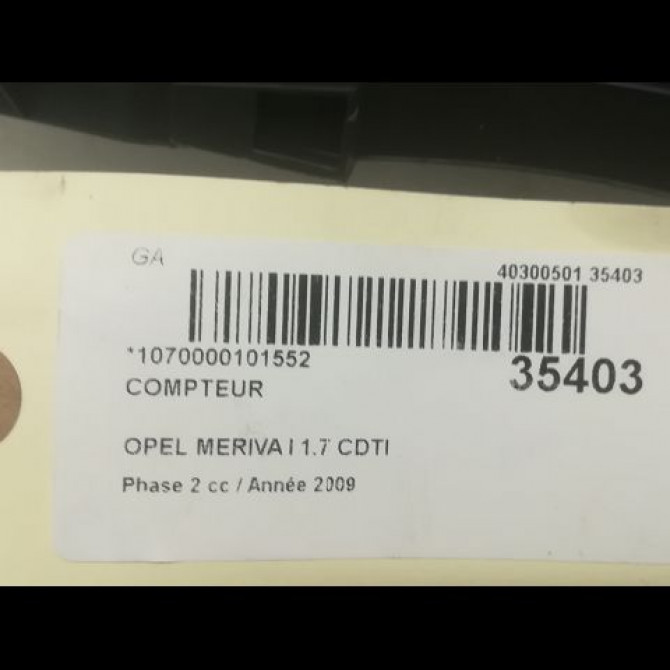 GA
40300501 35403
*1070000101552
35403
COMPTEUR
OPEL MERIVA I 1.7 CDTI
Phase 2 cc / Année 2009